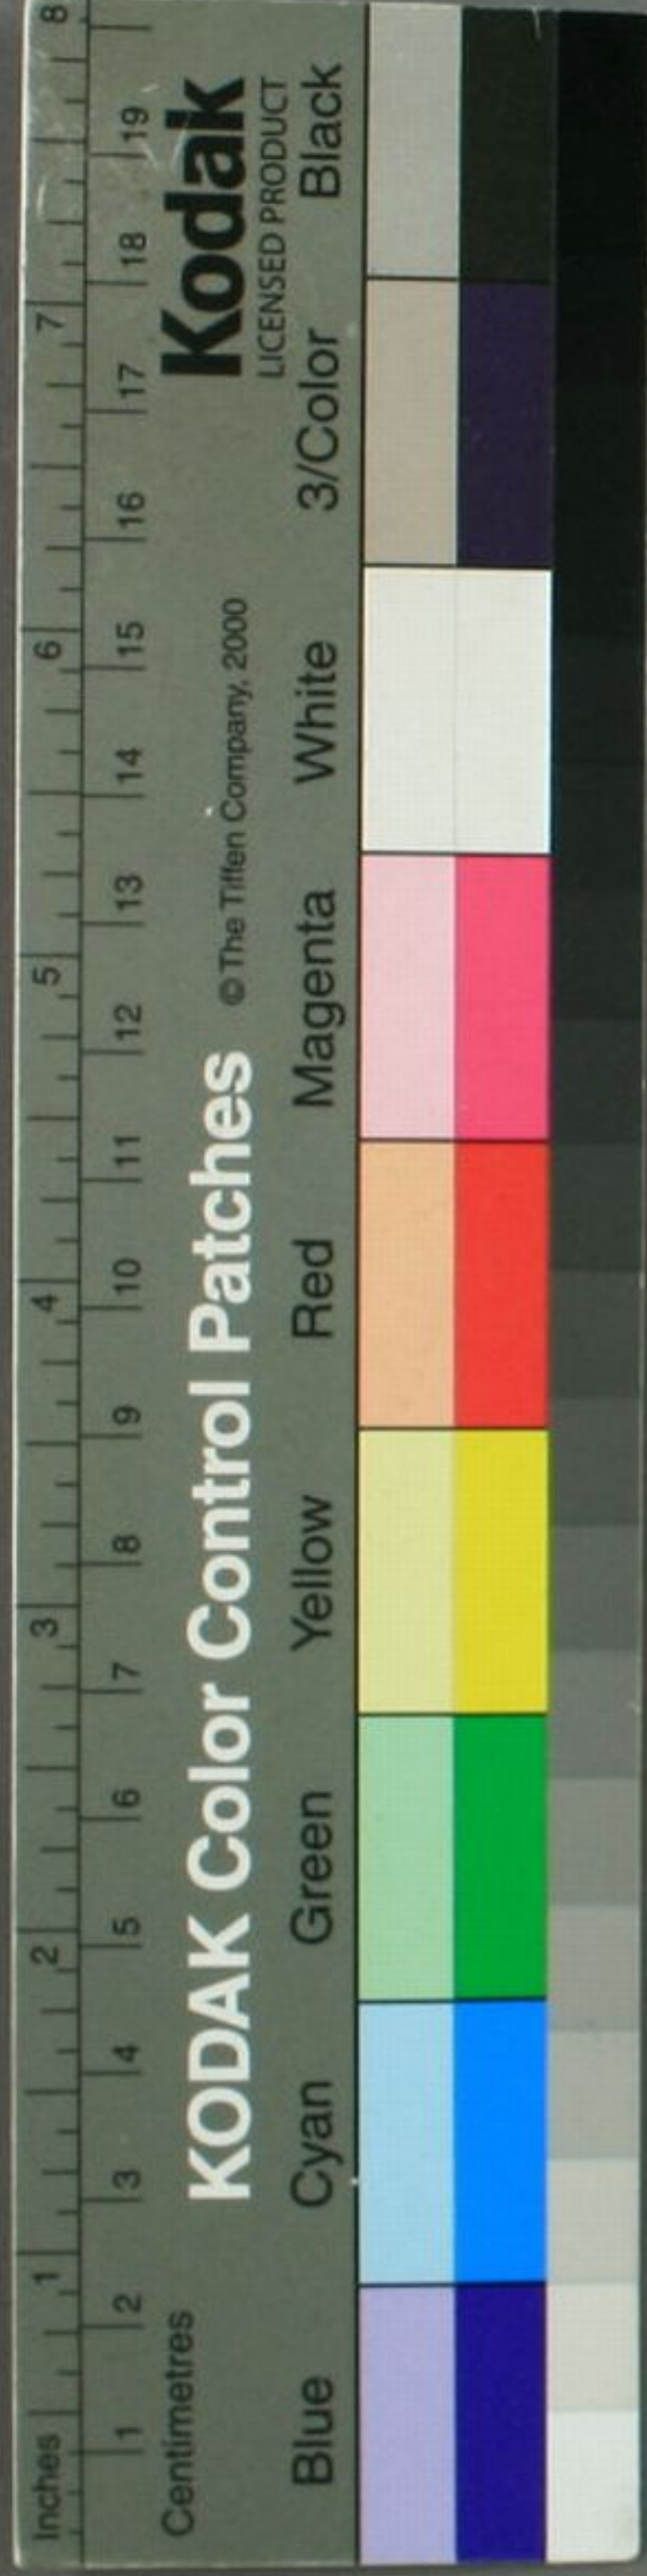 Inches 1 2 3 4 5 6 7 8
1 2 3 4 5 6 7 8 9 10 11 12 13 14 15 16 17 18 19
Centimetres
KODAK Color Control Patches © The Tiffen Company, 2000 Kodak
LICENSED PRODUCT
Blue Cyan Green Yellow Red Magenta White 3/Color Black